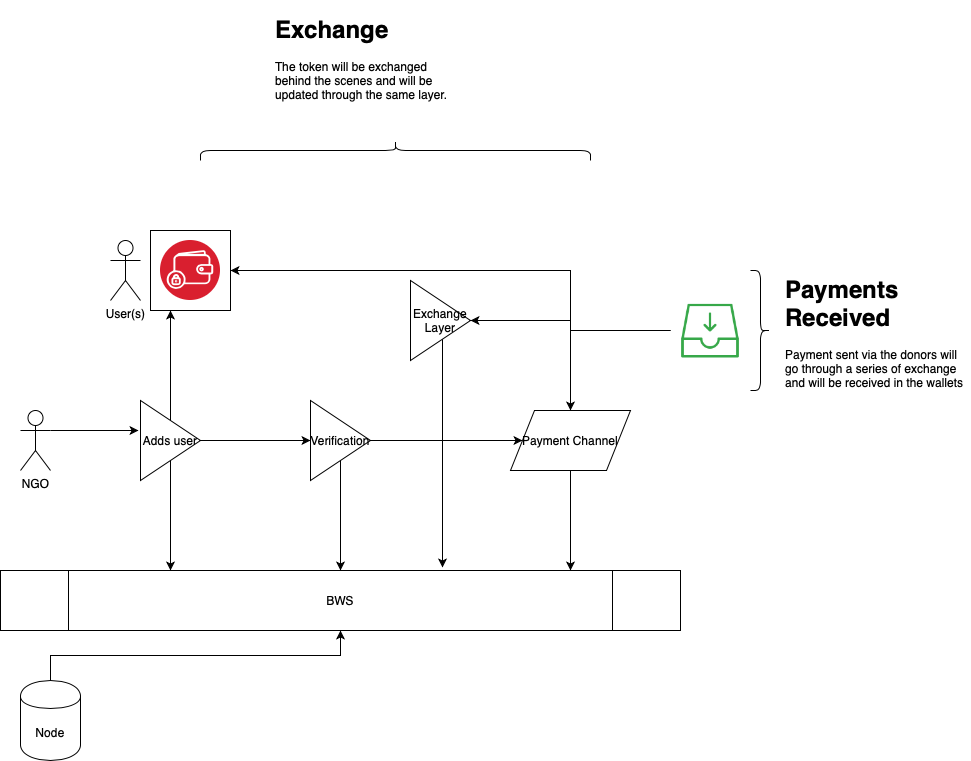 Exchange
The token will be exchanged
behind the scenes and will be
updated through the same layer.
User(s)
Exchange
Layer
Payments
Received
Payment sent via the donors will
go through a series of exchange
and will be received in the wallets
NGO
Adds user
Verification
Payment Channel
BWS
Node